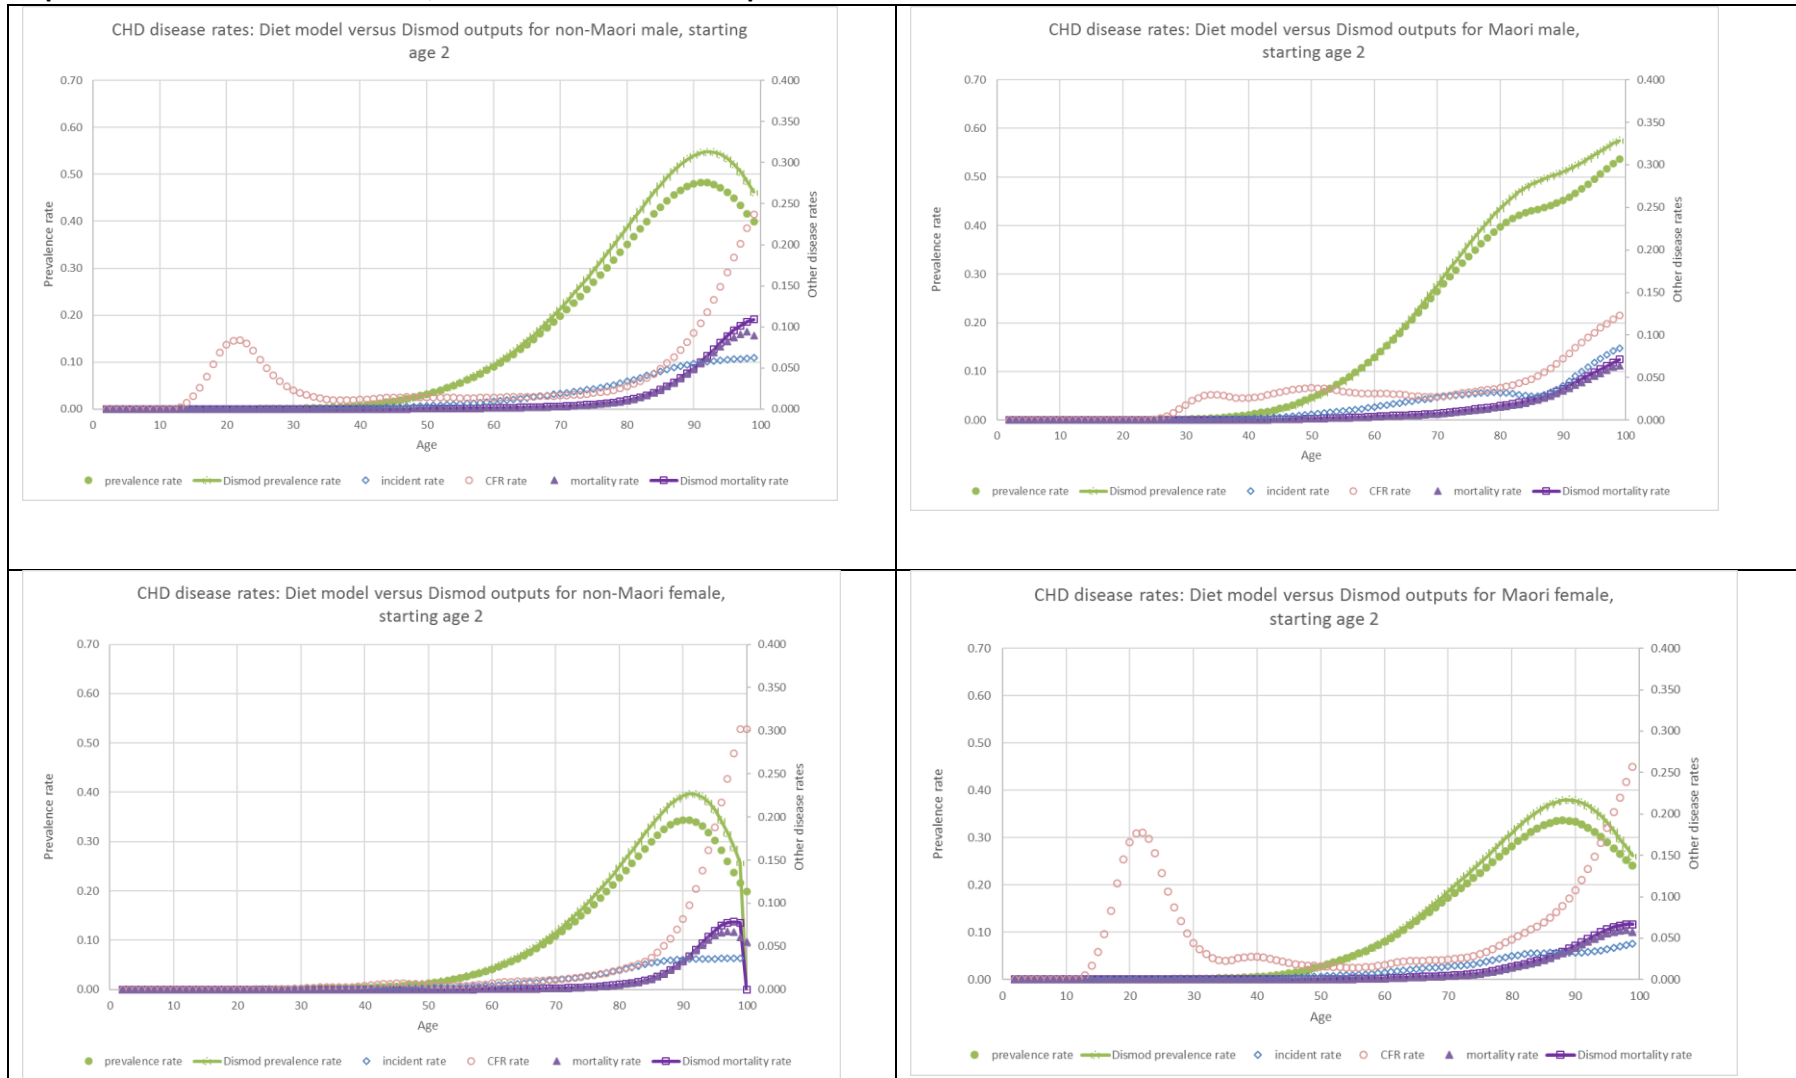 CHD disease rates: Diet model versus Dismod outputs for non-Maori male, starting
age 2
0.70
0.60
0.50
0.40
0.30
0.20
0.10
0.00
Prevalence rate
0.400
0.350
0.300
0.250
0.200
0.150
0.100
0.050
0.000
Other disease rates
0 10 20 30 40 50 60 70 80 90 100
Age
prevalence rate Dismod prevalence rate incident rate CFR rate mortality rate Dismod mortality rate
CHD disease rates: Diet model versus Dismod outputs for Maori male,
starting age 2
0.70
0.60
0.50
0.40
0.30
0.20
0.10
0.00
Prevalence rate
0.400
0.350
0.300
0.250
0.200
0.150
0.100
0.050
0.000
Other disease rates
0 10 20 30 40 50 60 70 80 90 100
Age
prevalence rate Dismod prevalence rate incident rate CFR rate mortality rate Dismod mortality rate
CHD disease rates: Diet model versus Dismod outputs for non-Maori female,
starting age 2
0.70
0.60
0.50
0.40
0.30
0.20
0.10
0.00
Prevalence rate
0.400
0.350
0.300
0.250
0.200
0.150
0.100
0.050
0.000
Other disease rates
0 10 20 30 40 50 60 70 80 90 100
Age
prevalence rate Dismod prevalence rate incident rate CFR rate mortality rate Dismod mortality rate
CHD disease rates: Diet model versus Dismod outputs for Maori female,
starting age 2
0.70
0.60
0.50
0.40
0.30
0.20
0.10
0.00
Prevalence rate
0.400
0.350
0.300
0.250
0.200
0.150
0.100
0.050
0.000
Other disease rates
0 10 20 30 40 50 60 70 80 90 100
Age
prevalence rate Dismod prevalence rate incident rate CFR rate mortality rate Dismod mortality rate